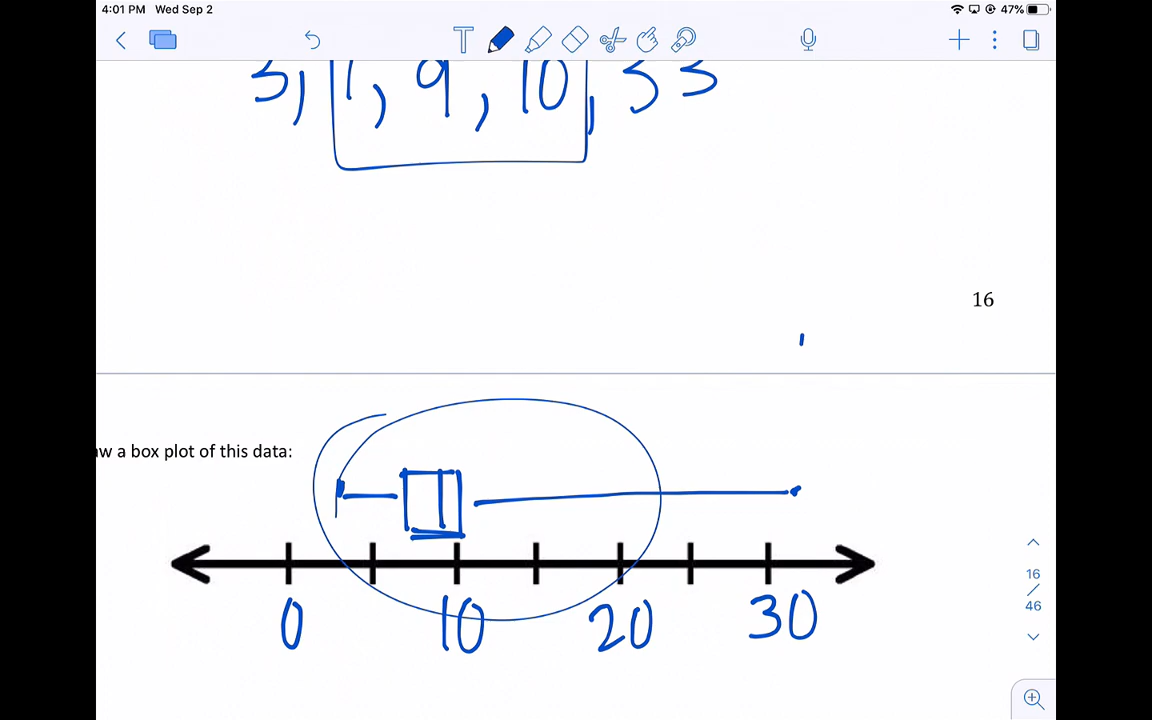 4:01 PM Wed Sep 2 47%
T
3, 7, 9, 10, 33
16
aw a box plot of this data:
0 10 20 30
16
/
46